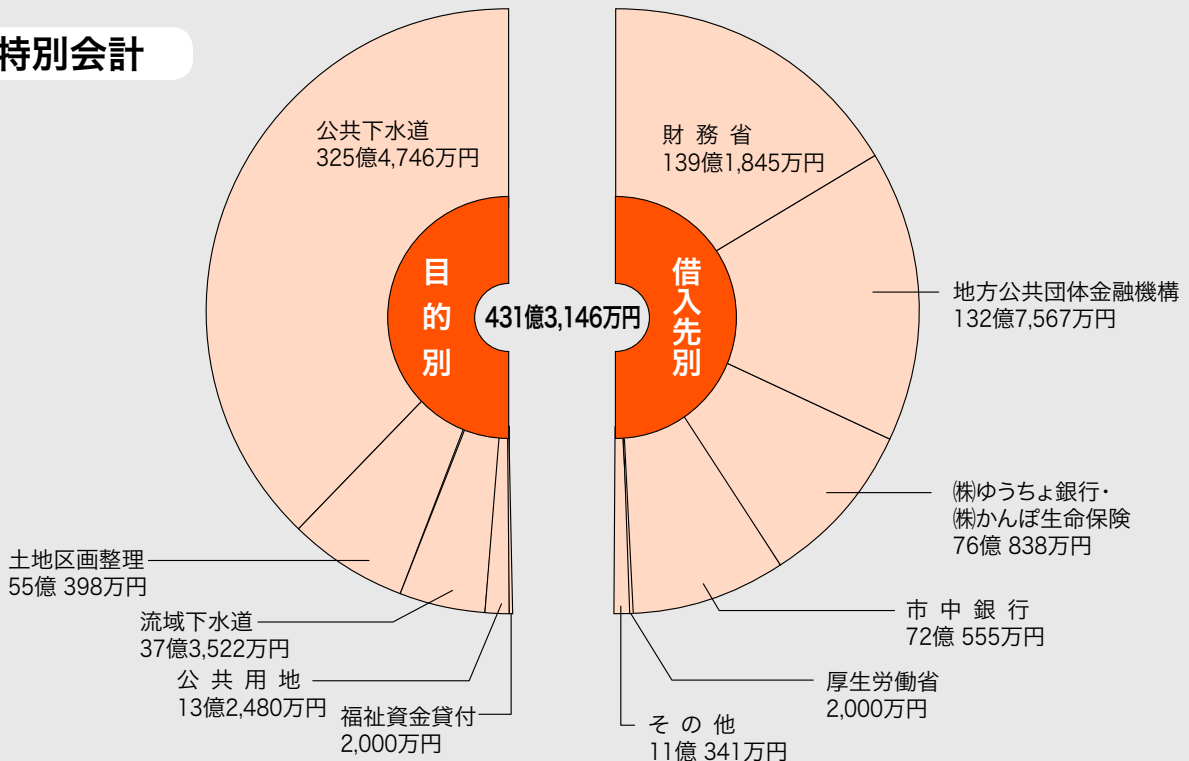 特別会計
公共下水道
325億4,746万円
土地区画整理
55億 398万円
流域下水道
37億3,522万円
公 共 用 地
13億2,480万円
福祉資金貸付
2,000万円
目的別
431億3,146万円
借入先別
財 務 省
139億1,845万円
地方公共団体金融機構
132億7,567万円
㈱ゆうちょ銀行・
㈱かんぽ生命保険
76億 838万円
市 中 銀 行
72億 555万円
厚生労働省
2,000万円
そ の 他
11億 341万円